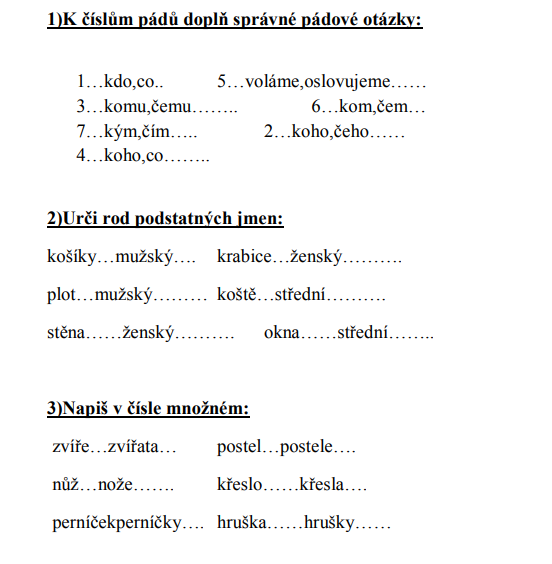 1)K číslům pádů doplň správné pádové otázky:
1…kdo,co.. 5…voláme,oslovujeme……
3…komu,čemu…….. 6…kom,čem…
7…kým,čím….. 2…koho,čeho……
4…koho,co……..
2)Urči rod podstatných jmen:
košíky…mužský…. krabice…ženský……….
plot…mužský……… koště…střední……….
stěna……ženský………. okna……střední……..
3)Napiš v čísle množném:
zvíře…zvířata… postel…postele….
nůž…nože……. křeslo……křesla….
perníčekperníčky…. hruška……hrušky……